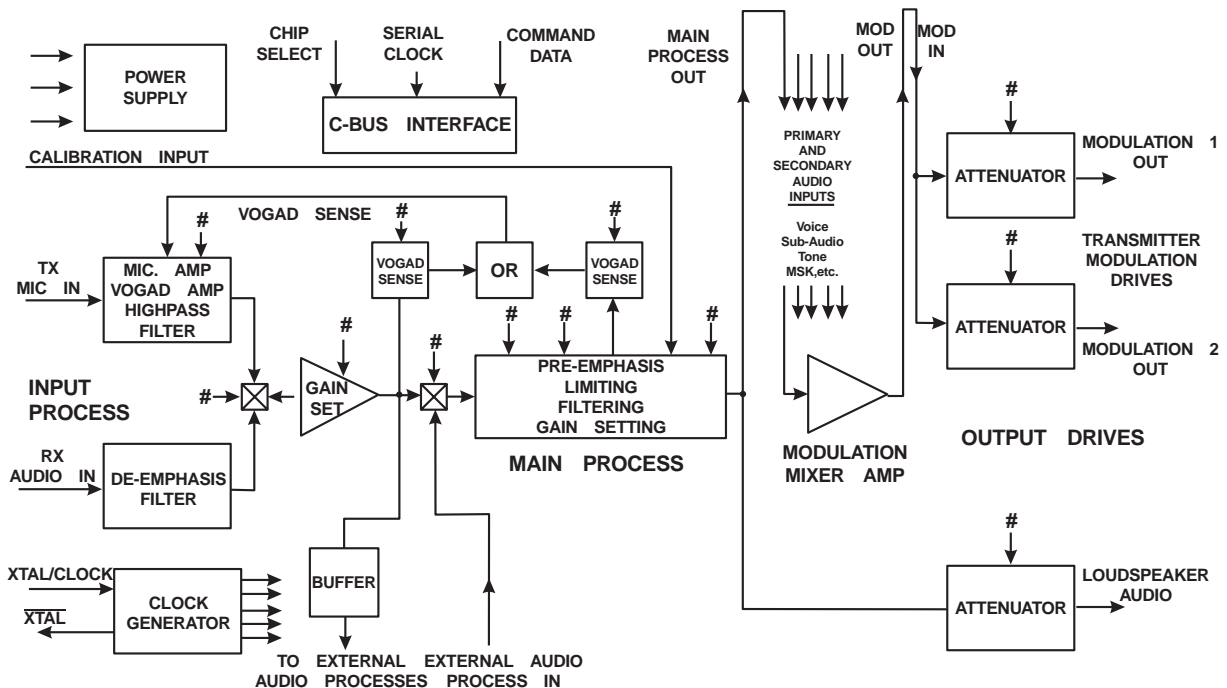 CHIP SELECT
SERIAL CLOCK
COMMAND DATA
POWER SUPPLY
C-BUS INTERFACE
CALIBRATION INPUT
MAIN PROCESS OUT
MOD OUT
MOD IN
PRIMARY
AND
SECONDARY
AUDIO
INPUTS
Voice
Sub-Audio
Tone
MSK,etc.
#
ATTENUATOR
MODULATION 1
OUT
#
ATTENUATOR
TRANSMITTER
MODULATION
DRIVES
MODULATION 2
OUT
VOGAD SENSE
#
#
#
TX
MIC IN
MIC. AMP
VOGAD AMP
HIGHPASS
FILTER
VOGAD
SENSE
OR
VOGAD
SENSE
#
#
#
#
#
INPUT
PROCESS
#
GAIN
SET
PRE-EMPHASIS
LIMITING
FILTERING
GAIN SETTING
MAIN PROCESS
MODULATION
MIXER AMP
OUTPUT DRIVES
RX
AUDIO IN
DE-EMPHASIS
FILTER
XTAL/CLOCK
XTAL
CLOCK
GENERATOR
BUFFER
TO EXTERNAL
AUDIO PROCESSES
EXTERNAL AUDIO
PROCESS IN
#
ATTENUATOR
LOUDSPEAKER
AUDIO